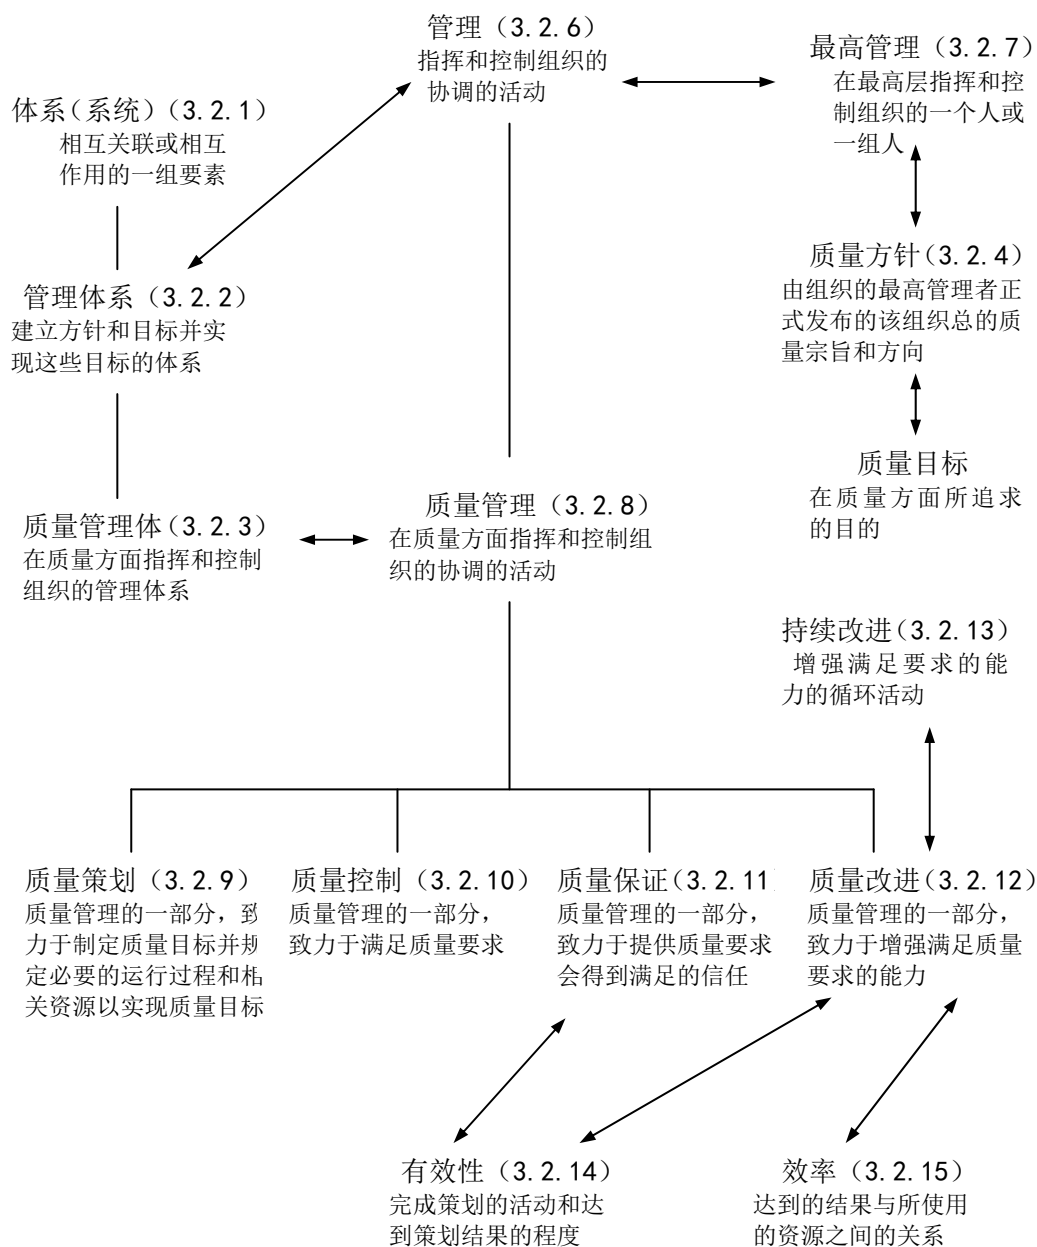 管理（3.2.6）
指挥和控制组织的
协调的活动
最高管理（3.2.7）
在最高层指挥和控
制组织的一个人或
一组人
体系(系统)(3.2.1)
相互关联或相互
作用的一组要素
质量方针(3.2.4)
由组织的最高管理者正
式发布的该组织总的质
量宗旨和方向
管理体系（3.2.2）
建立方针和目标并实
现这些目标的体系
质量目标
在质量方面所追求
的目的
质量管理体(3.2.3)
在质量方面指挥和控制
组织的管理体系
质量管理（3.2.8）
在质量方面指挥和控制组
织的协调的活动
持续改进(3.2.13)
增强满足要求的能
力的循环活动
质量策划（3.2.9）
质量管理的一部分，致
力于制定质量目标并规
定必要的运行过程和相
关资源以实现质量目标
质量控制（3.2.10）
质量管理的一部分，
致力于满足质量要求
质量保证(3.2.11
质量管理的一部分，
致力于提供质量要求
会得到满足的信任
质量改进(3.2.12)
质量管理的一部分，
致力于增强满足质量
要求的能力
有效性（3.2.14）
完成策划的活动和达
到策划结果的程度
效率（3.2.15）
达到的结果与所使用
的资源之间的关系